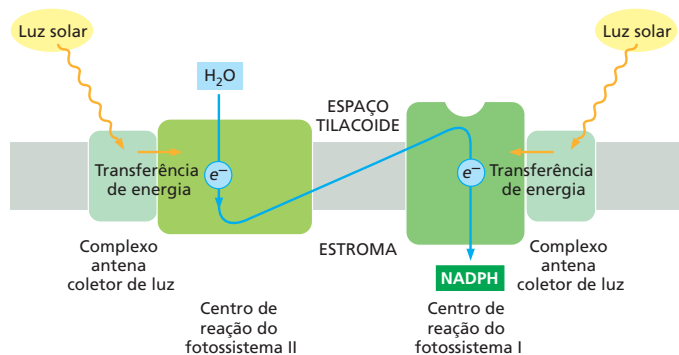 Luz solar
Luz solar
H₂O
ESPAÇO
TILACOIDE
Transferência
de energia
e⁻
e⁻
Transferência
de energia
ESTROMA
Complexo
antena
coletor de luz
NADPH
Complexo
antena
coletor de luz
Centro de
reação do
fotossistema II
Centro de
reação do
fotossistema I